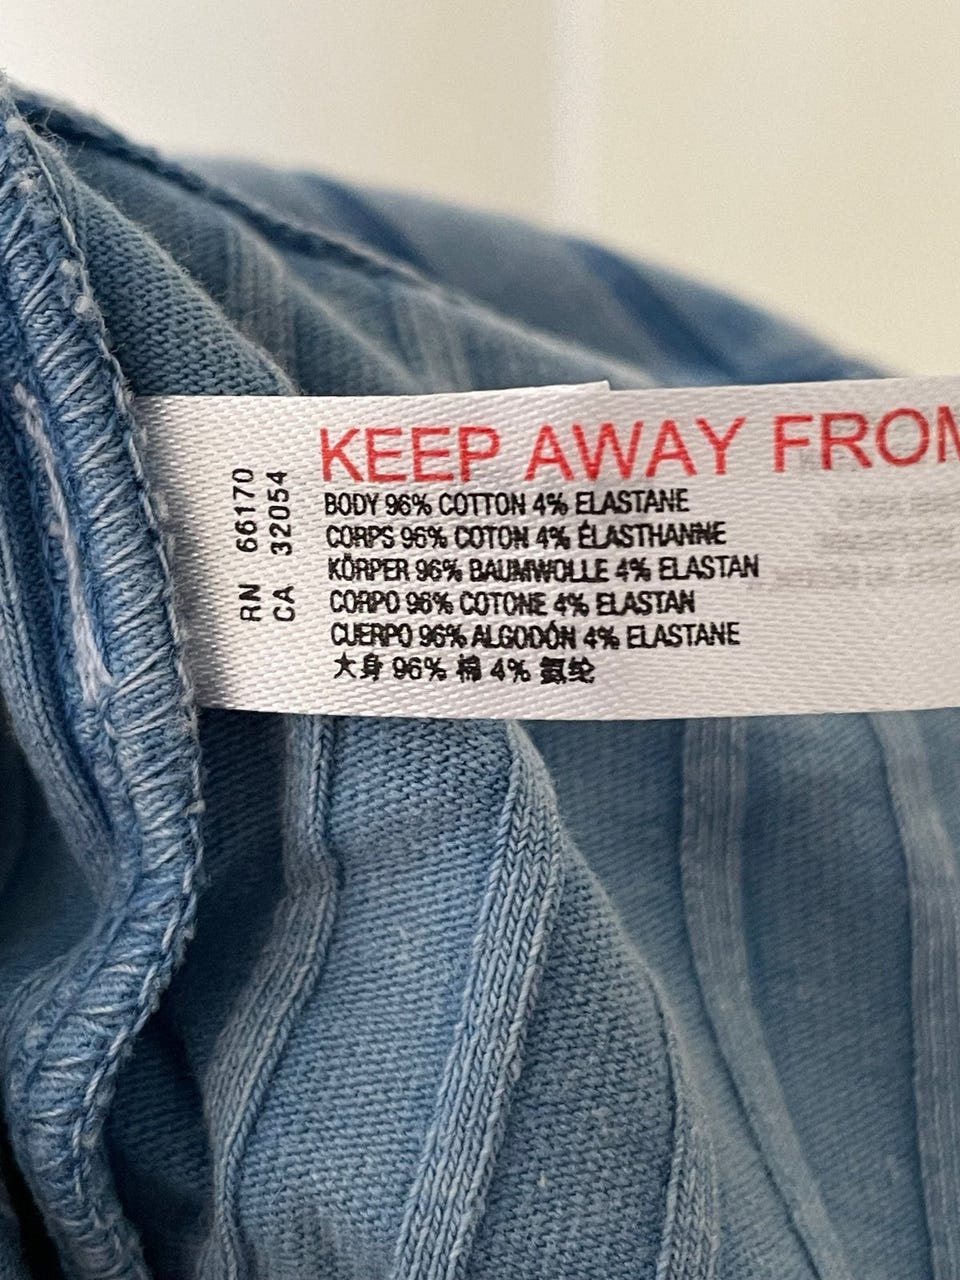 RN 66170
CA 32054
KEEP AWAY FROM
BODY 96% COTTON 4% ELASTANE
CORPS 96% COTON 4% ÉLASTHANNE
KÖRPER 96% BAUMWOLLE 4% ELASTAN
CORPO 96% COTONE 4% ELASTAN
CUERPO 96% ALGODÓN 4% ELASTANE
大身 96% 棉 4% 氨纶